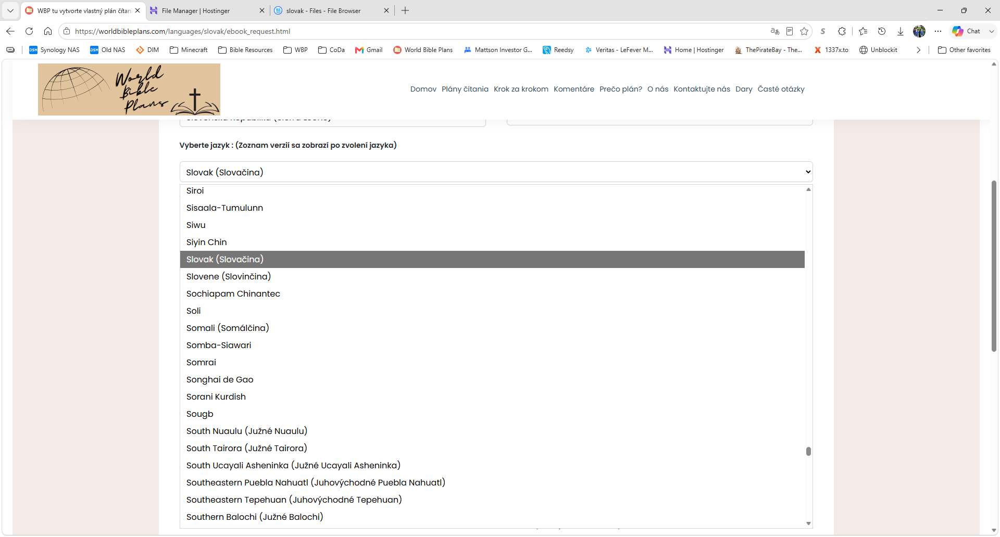 WBP tu vytvorte vlastný plán čítani
File Manager | Hostinger
slovak - Files - File Browser
https://worldbibleplans.com/languages/slovak/ebook_request.html
Chat
Synology NAS
Old NAS
DIM
Minecraft
Bible Resources
WBP
CoDa
Gmail
World Bible Plans
Mattson Investor G...
Reedsy
Veritas - LeFever M...
Home | Hostinger
ThePirateBay - The...
1337x.to
Unblockit
Other favorites
World
Bible
Plans
Domov Plány čítania Krok za krokom Komentáre Prečo plán? O nás Kontaktujte nás Dary Časté otázky
Vyberte jazyk : (Zoznam verzií sa zobrazí po zvolení jazyka)
Slovak (Slovačina)
Siroi
Sisaala-Tumulunn
Siwu
Siyin Chin
Slovak (Slovačina)
Slovene (Slovinčina)
Sochiapam Chinantec
Soli
Somali (Somálčina)
Somba-Siawari
Somrai
Songhai de Gao
Sorani Kurdish
Sougb
South Nuaulu (Južné Nuaulu)
South Tairora (Južné Tairora)
South Ucayali Asheninka (Južné Ucayali Asheninka)
Southeastern Puebla Nahuatl (Juhovýchodné Puebla Nahuatl)
Southeastern Tepehuan (Juhovýchodné Tepehuan)
Southern Balochi (Južné Balochi)